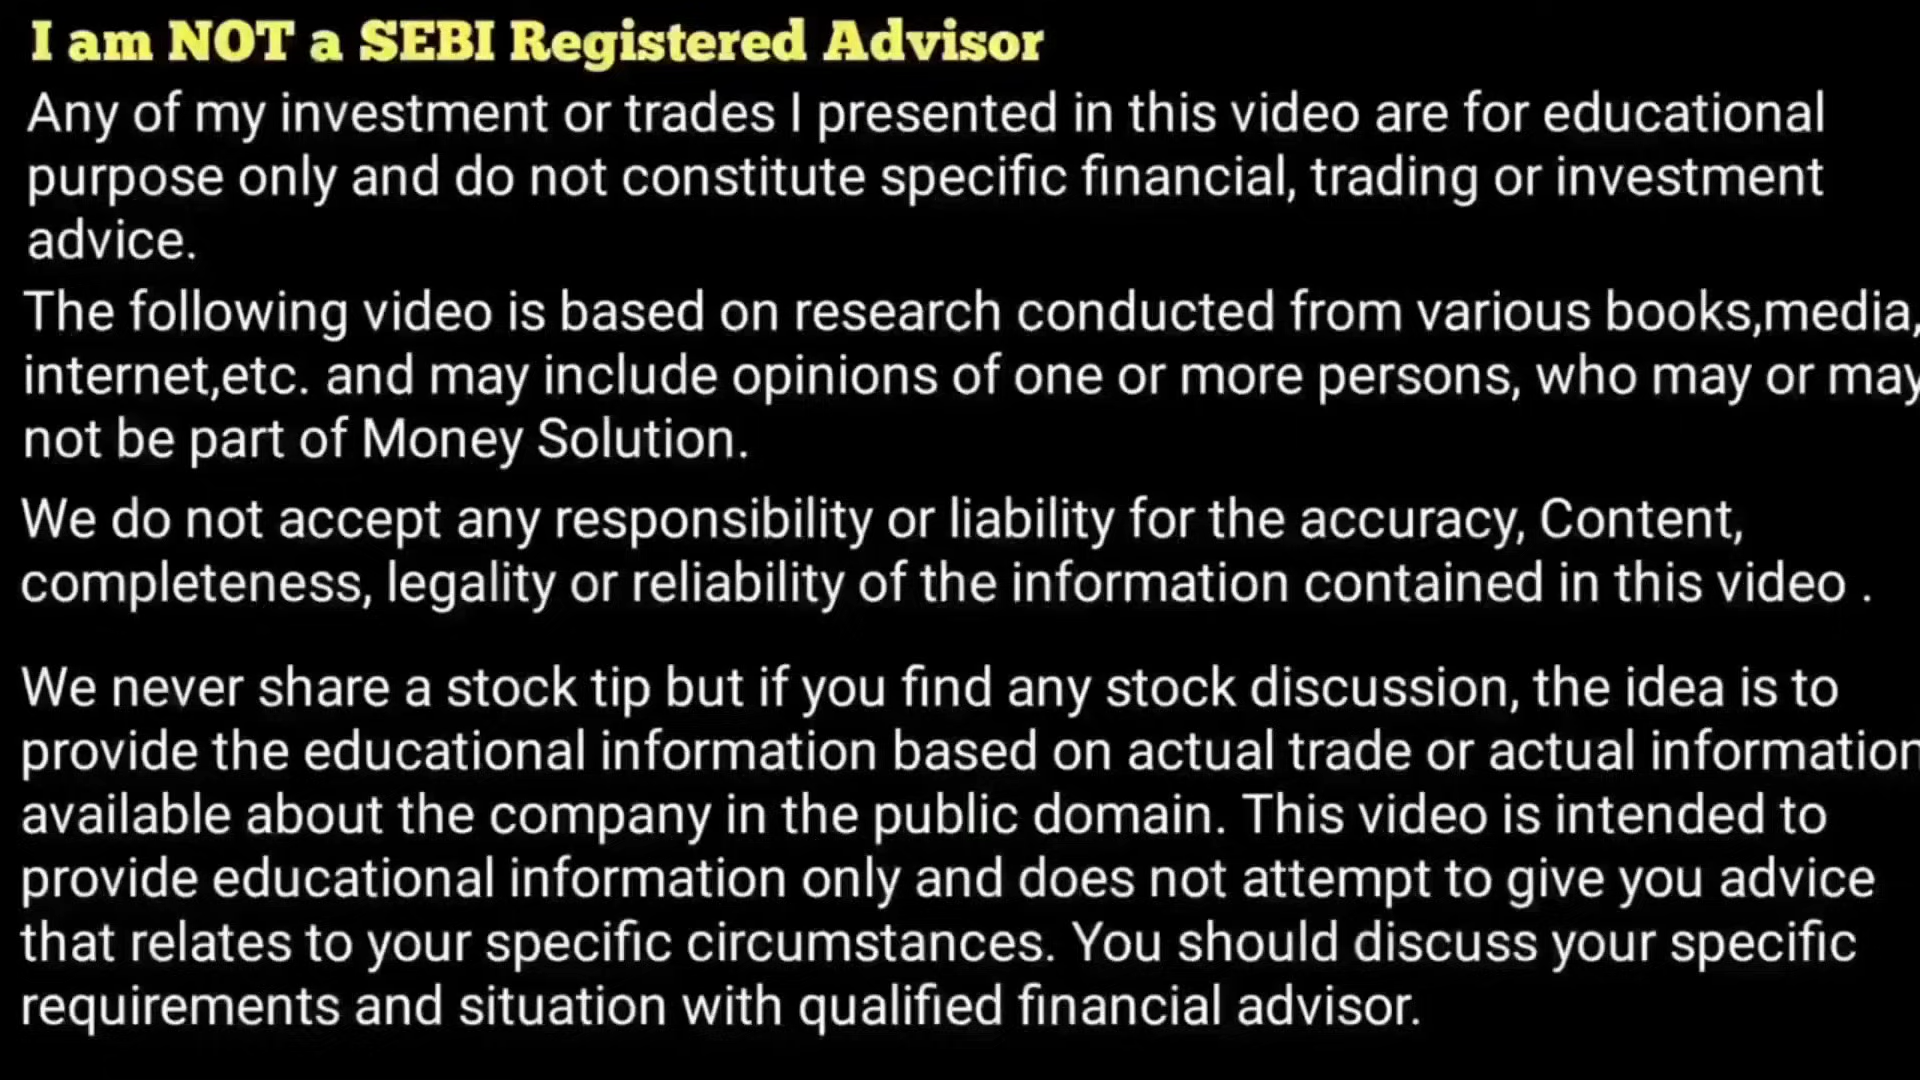 I am NOT a SEBI Registered Advisor
Any of my investment or trades I presented in this video are for educational
purpose only and do not constitute specific financial, trading or investment
advice.
The following video is based on research conducted from various books,media,
internet,etc. and may include opinions of one or more persons, who may or may
not be part of Money Solution.
We do not accept any responsibility or liability for the accuracy, Content,
completeness, legality or reliability of the information contained in this video .
We never share a stock tip but if you find any stock discussion, the idea is to
provide the educational information based on actual trade or actual information
available about the company in the public domain. This video is intended to
provide educational information only and does not attempt to give you advice
that relates to your specific circumstances. You should discuss your specific
requirements and situation with qualified financial advisor.